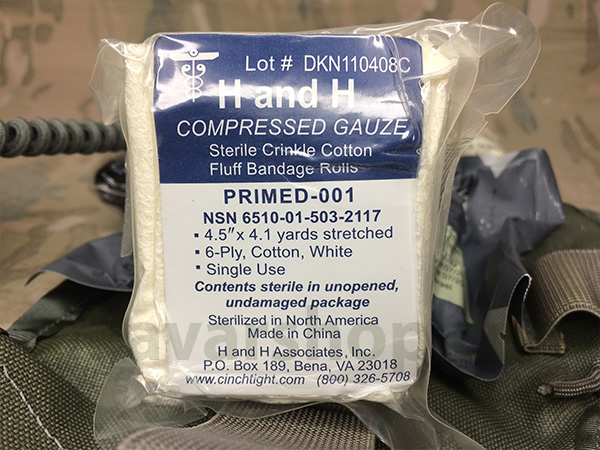 Lot # DKN110408C
H and H
COMPRESSED GAUZE
Sterile Crinkle Cotton
Fluff Bandage Rolls
PRIMED-001
NSN 6510-01-503-2117
• 4.5"x 4.1 yards stretched
• 6-Ply, Cotton, White
• Single Use
Contents sterile in unopened,
undamaged package
Sterilized in North America
Made in China
H and H Associates, Inc.
P.O. Box 189, Bena, VA 23018
www.cinchlight.com (800) 326-5708